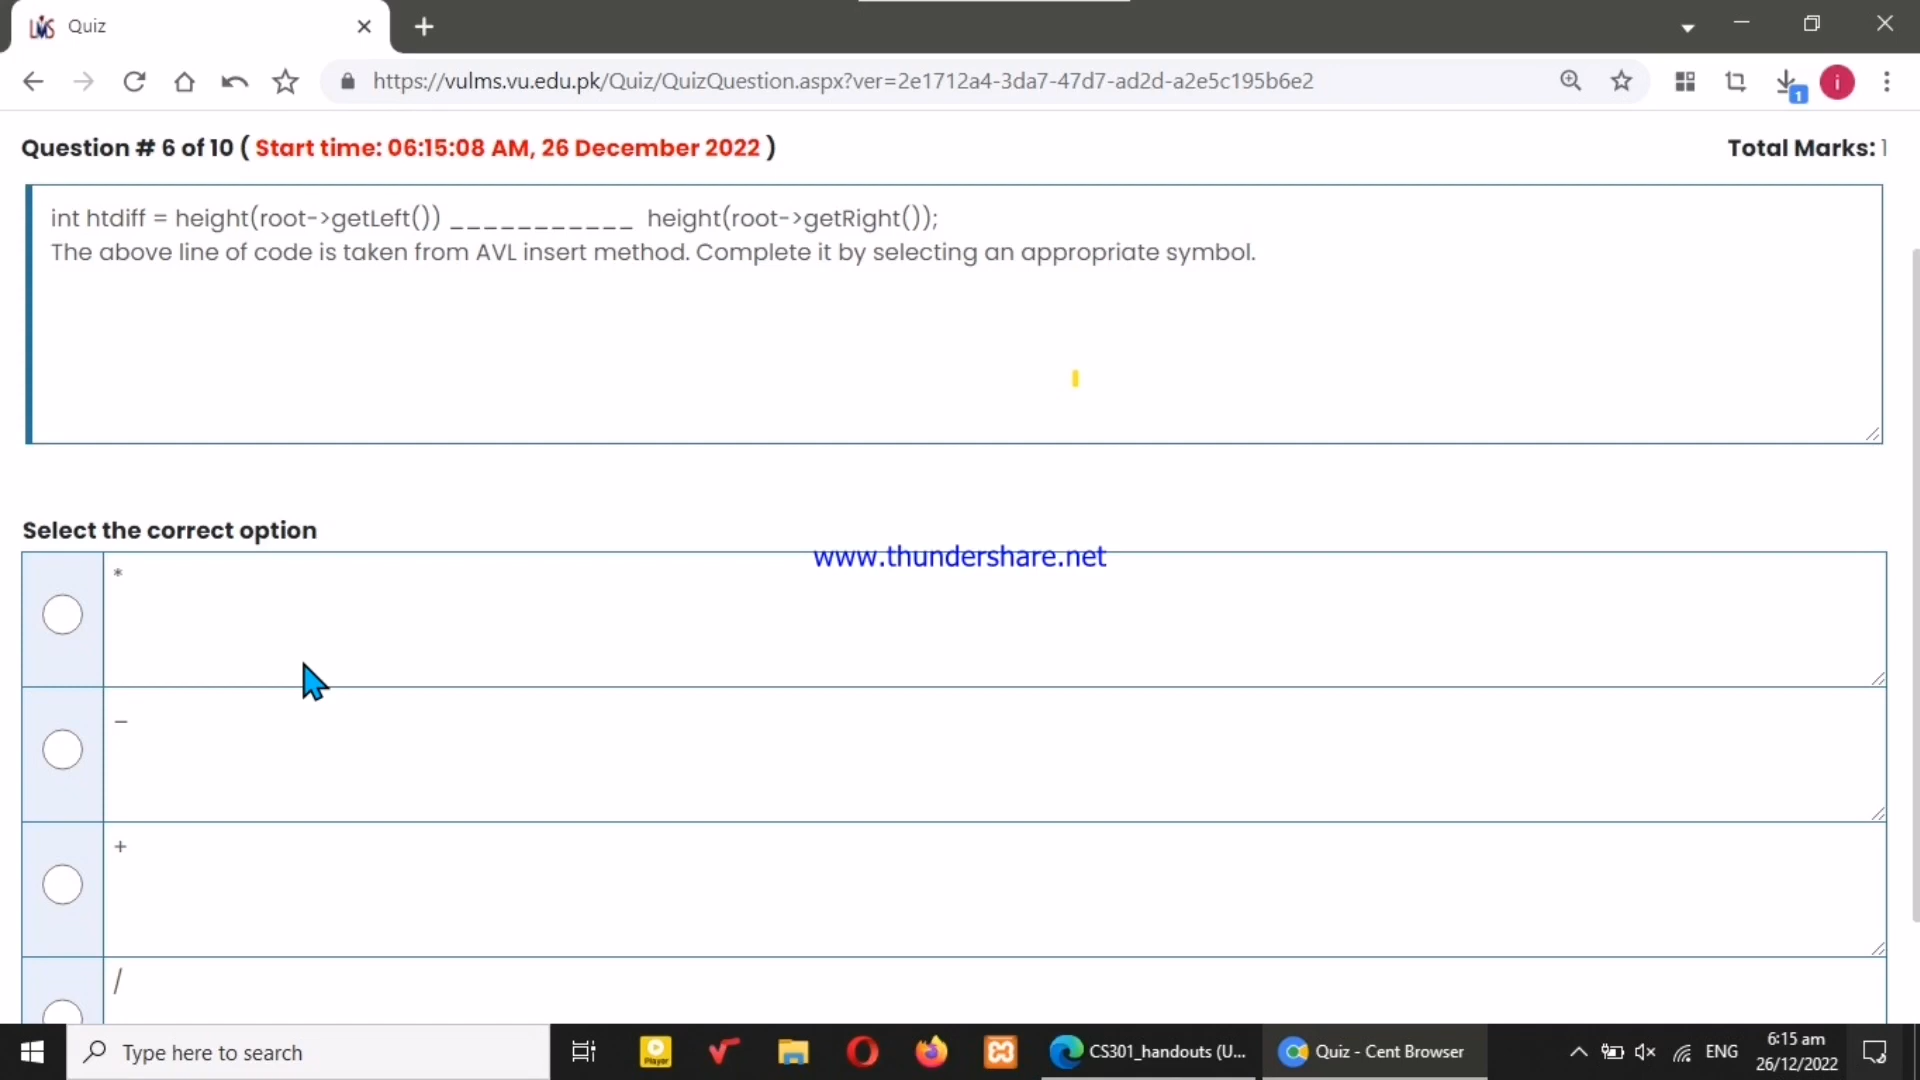 Quiz
https://vulms.vu.edu.pk/Quiz/QuizQuestion.aspx?ver=2e1712a4-3da7-47d7-ad2d-a2e5c195b6e2
i
1
Question # 6 of 10 ( Start time: 06:15:08 AM, 26 December 2022 )
Total Marks: 1
int htdiff = height(root->getLeft()) ___________ height(root->getRight());
The above line of code is taken from AVL insert method. Complete it by selecting an appropriate symbol.
Select the correct option
www.thundershare.net
*
–
+
/
Type here to search
Player
CS301_handouts (U...
Quiz - Cent Browser
ENG
6:15 am
26/12/2022